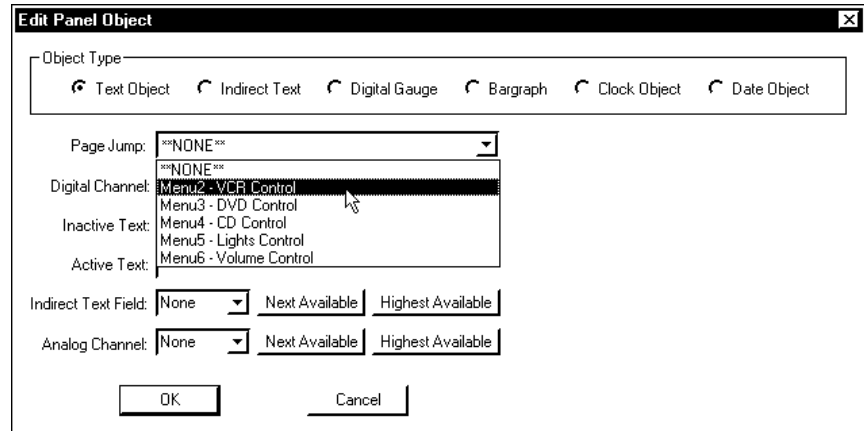 Edit Panel Object
Object Type
Text Object Indirect Text Digital Gauge Bargraph Clock Object Date Object
Page Jump: **NONE**
**NONE**
Digital Channel: Menu2 - VCR Control
Menu3 - DVD Control
Inactive Text: Menu4 - CD Control
Menu5 - Lights Control
Active Text: Menu6 - Volume Control
Indirect Text Field: None Next Available Highest Available
Analog Channel: None Next Available Highest Available
OK Cancel